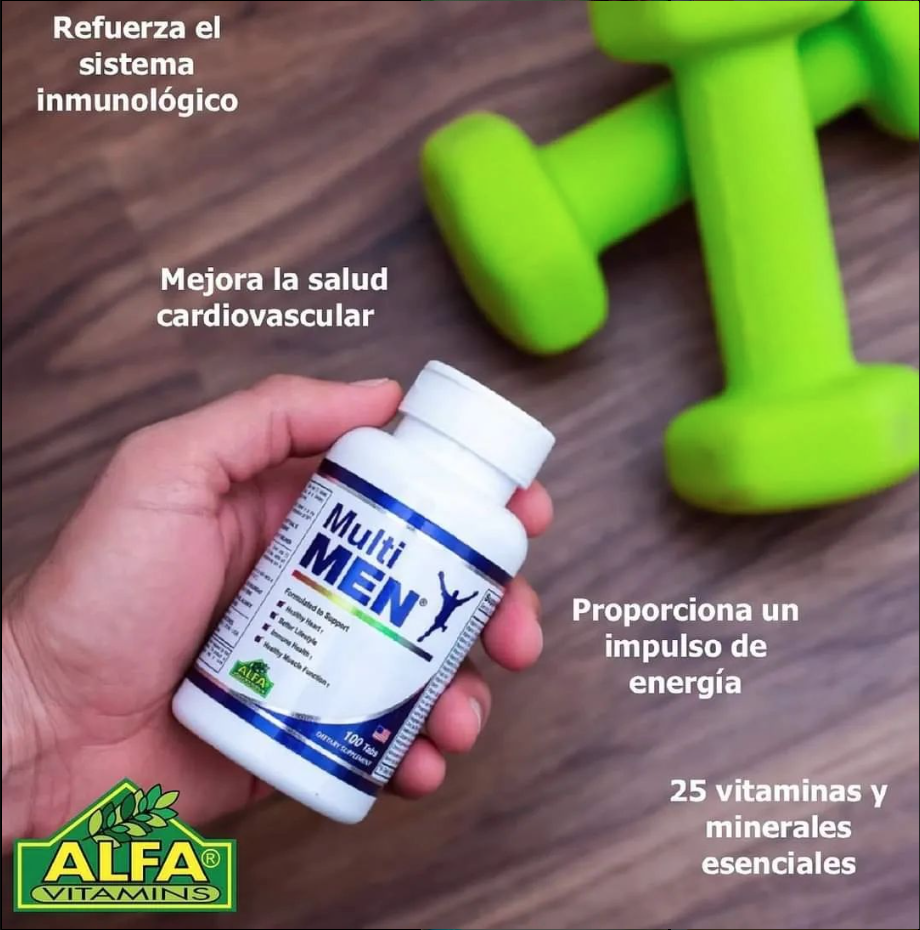 Refuerza el
sistema
inmunológico
Mejora la salud
cardiovascular
Multi
MEN®
Formulated to Support
Healthy Heart †
Better Lifestyle
Immune Health †
Healthy Muscle Function †
ALFA
100 Tabs
DIETARY SUPPLEMENT
Proporciona un
impulso de
energía
25 vitaminas y
minerales
esenciales
ALFA®
VITAMINS